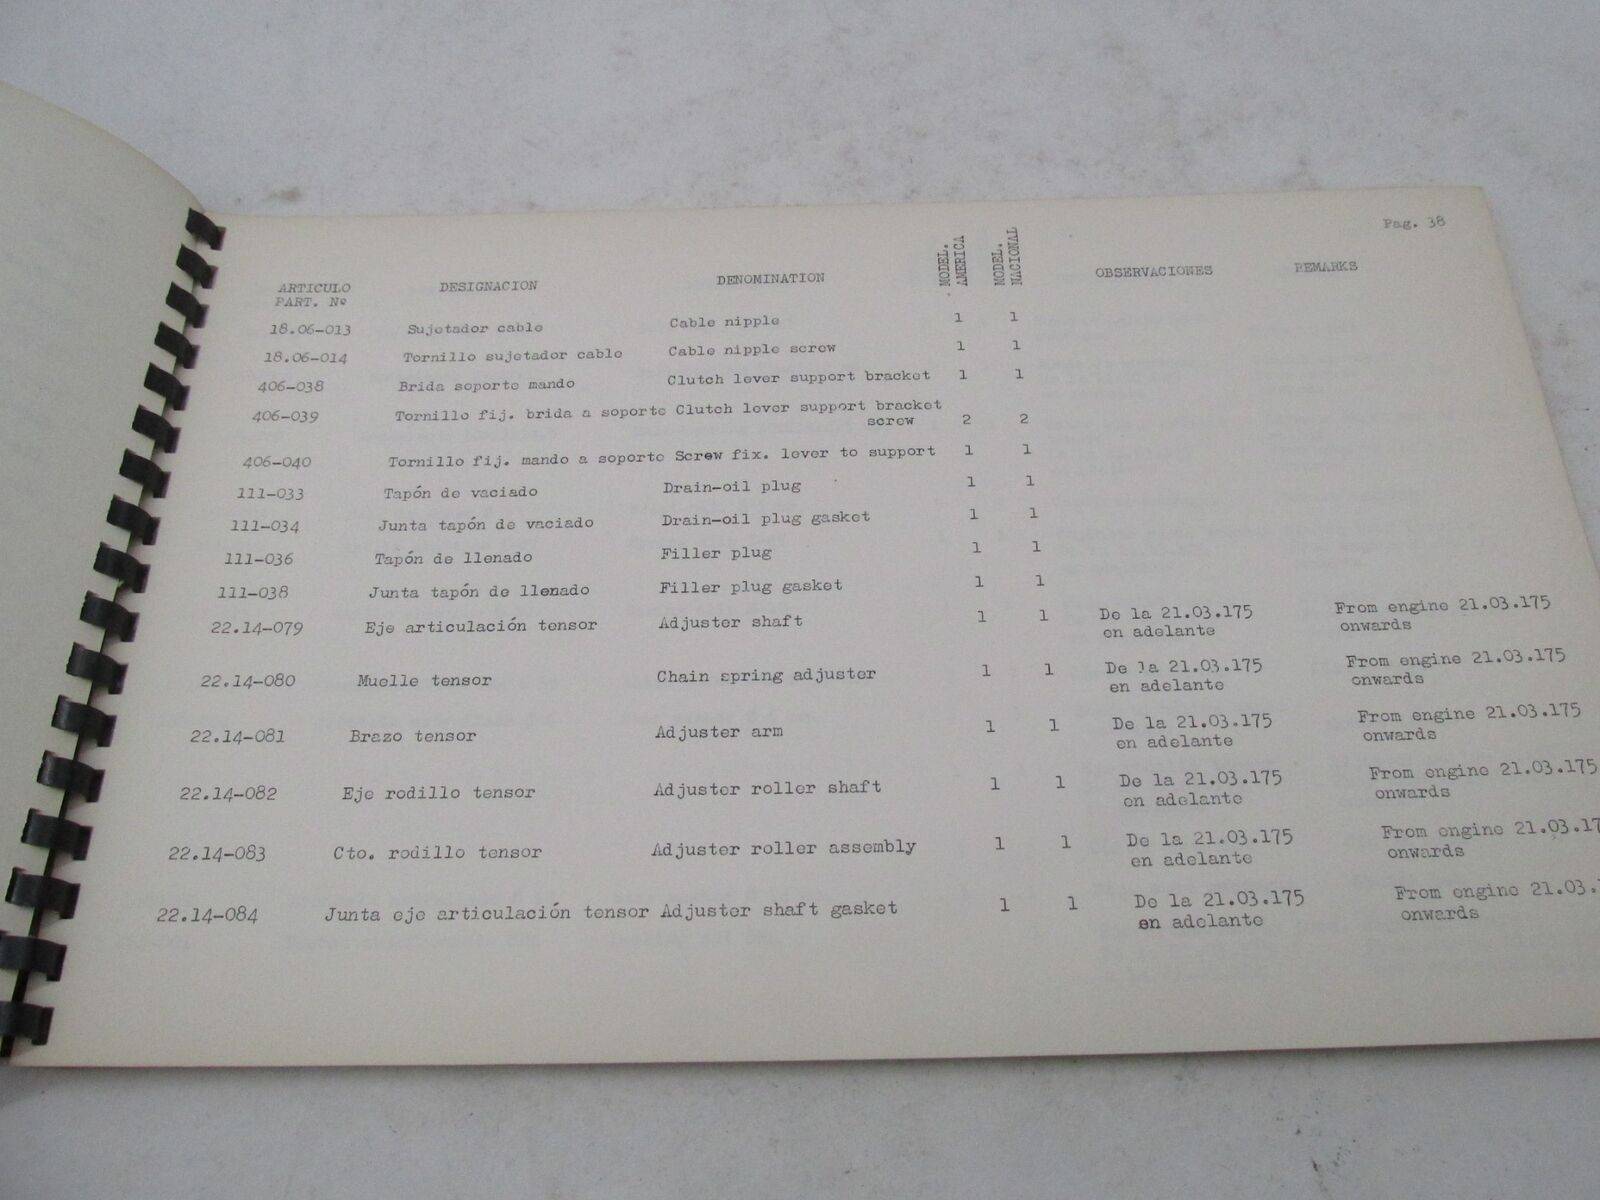 Pag. 38
ARTICULO PART. Nº DESIGNACION DENOMINATION MODEL. AMERICA MODEL. NACIONAL OBSERVACIONES REMARKS
18.06-013 Sujetador cable Cable nipple 1 1
18.06-014 Tornillo sujetador cable Cable nipple screw 1 1
406-038 Brida soporte mando Clutch lever support bracket 1 1
406-039 Tornillo fij. brida a soporte Clutch lever support bracket
screw 2 2
406-040 Tornillo fij. mando a soporte Screw fix. lever to support 1 1
111-033 Tapón de vaciado Drain-oil plug 1 1
111-034 Junta tapón de vaciado Drain-oil plug gasket 1 1
111-036 Tapón de llenado Filler plug 1 1
111-038 Junta tapón de llenado Filler plug gasket 1 1
22.14-079 Eje articulación tensor Adjuster shaft 1 1 De la 21.03.175 From engine 21.03.175
en adelante onwards
22.14-080 Muelle tensor Chain spring adjuster 1 1 De la 21.03.175 From engine 21.03.175
en adelante onwards
22.14-081 Brazo tensor Adjuster arm 1 1 De la 21.03.175 From engine 21.03.175
en adelante onwards
22.14-082 Eje rodillo tensor Adjuster roller shaft 1 1 De la 21.03.175 From engine 21.03.175
en adelante onwards
22.14-083 Cto. rodillo tensor Adjuster roller assembly 1 1 De la 21.03.175 From engine 21.03.17
en adelante onwards
22.14-084 Junta eje articulación tensor Adjuster shaft gasket 1 1 De la 21.03.175 From engine 21.03.
en adelante onwards